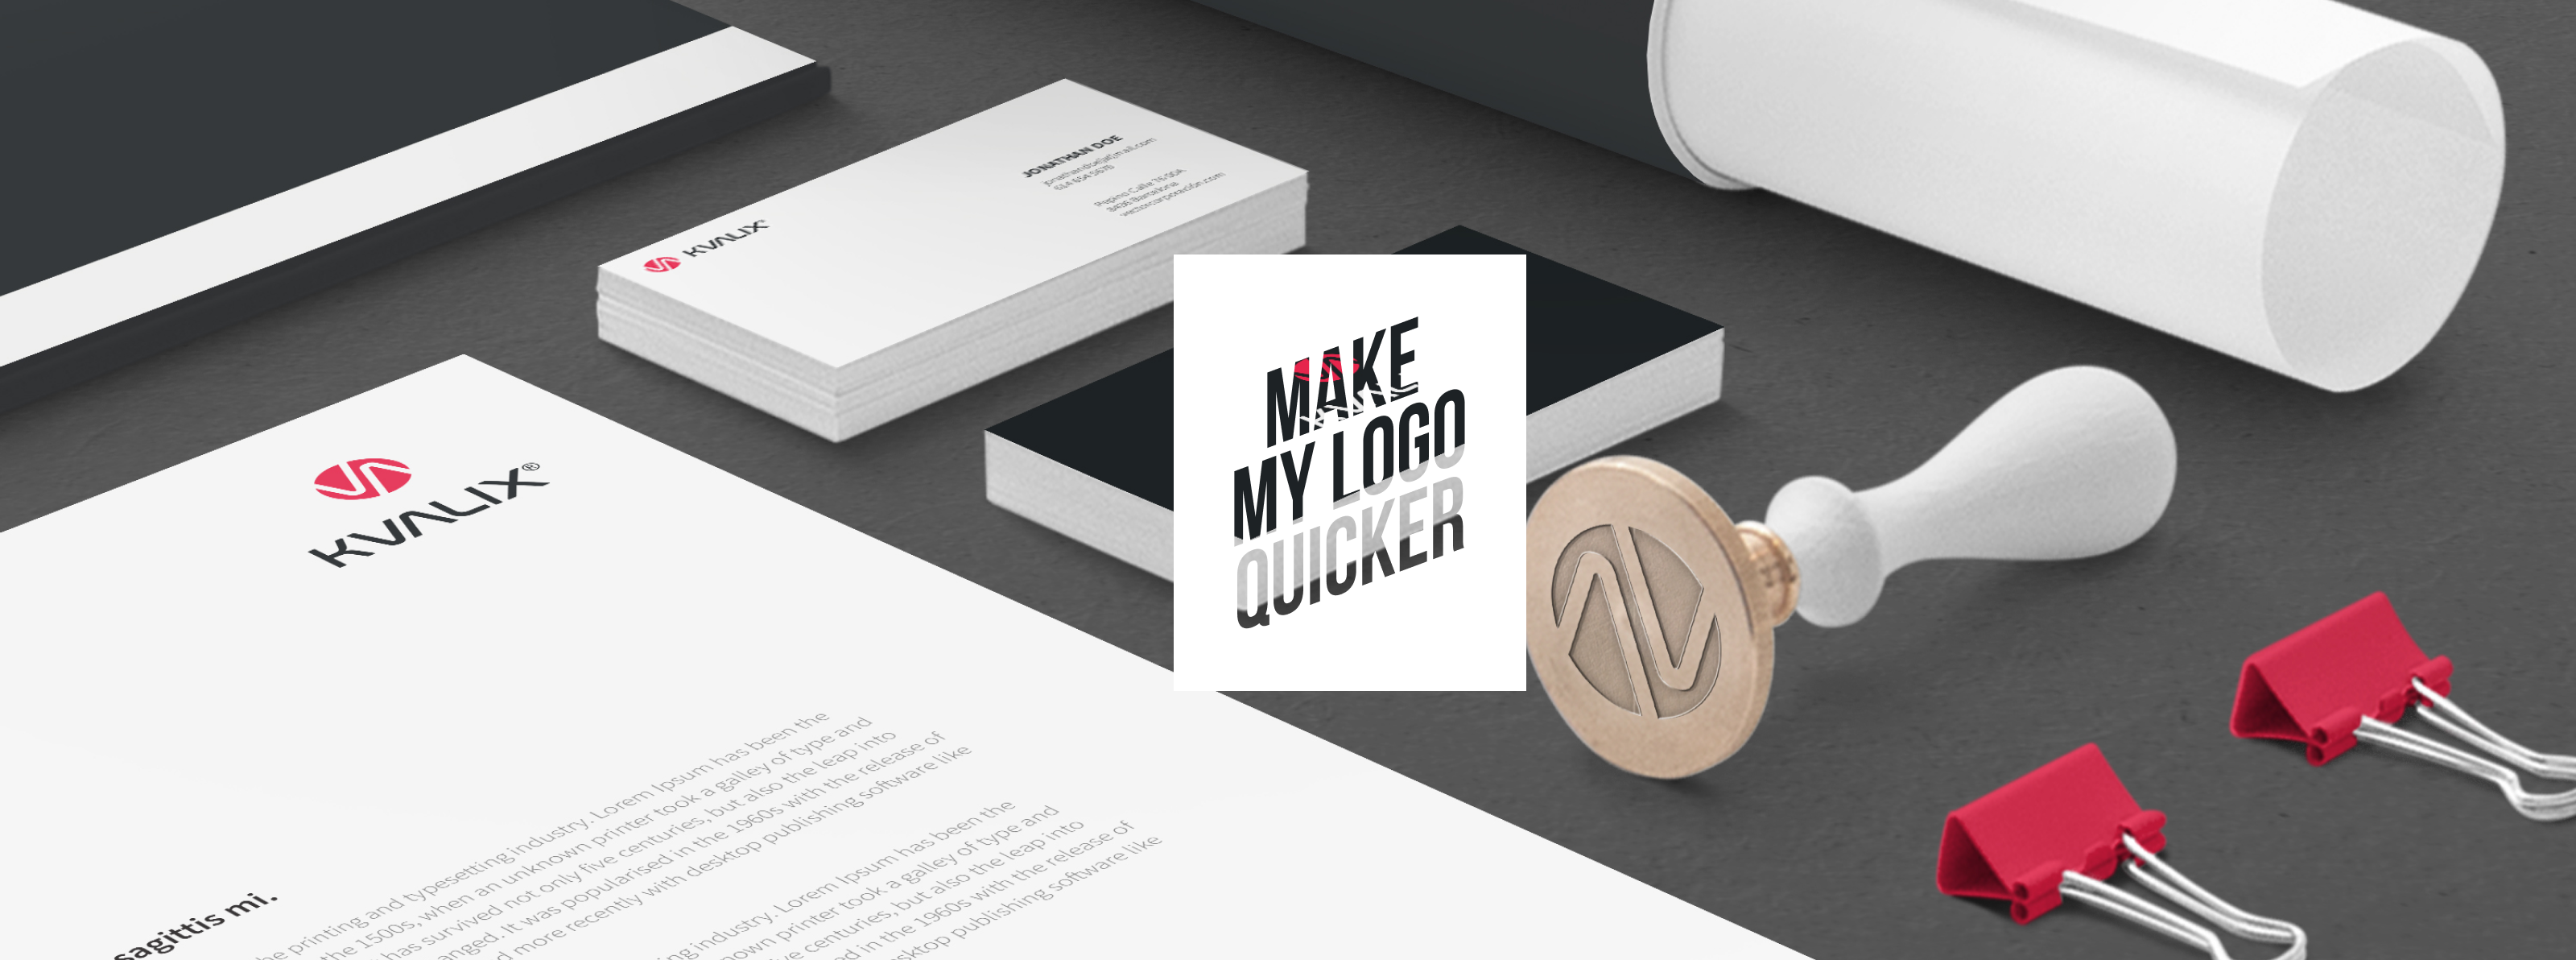 JONATHAN DOE
KVALIX
MAKE
MY LOGO
QUICKER
KVALIX®
sagittis mi.
be printing and typesetting industry. Lorem Ipsum has been the
the 1500s, when an unknown printer took a galley of type and
has survived not only five centuries, but also the leap into
anged. It was popularised in the 1960s with the release of
d more recently with desktop publishing software like
ing industry. Lorem Ipsum has been the
nown printer took a galley of type and
ve centuries, but also the leap into
ed in the 1960s with the release of
sktop publishing software like